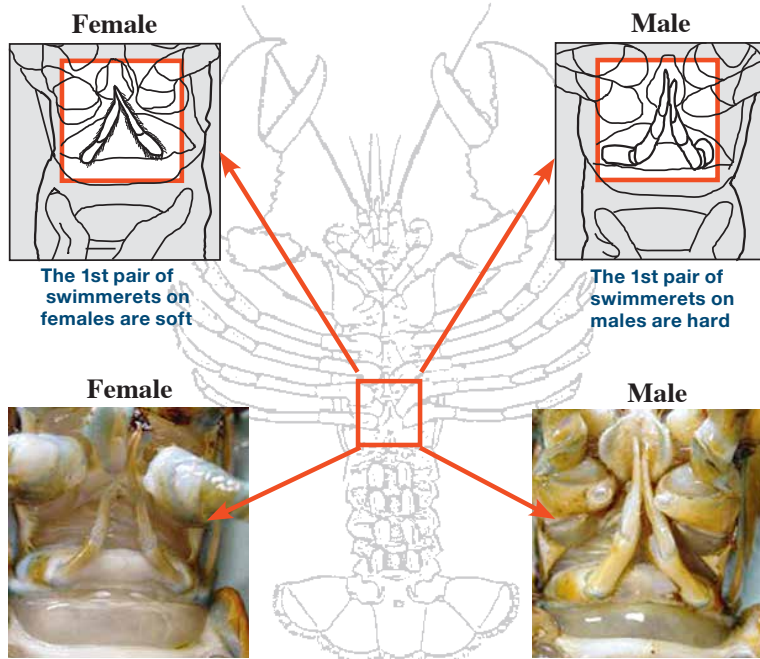 Female
Male
The 1st pair of
swimmerets on
females are soft
The 1st pair of
swimmerets on
males are hard
Female
Male